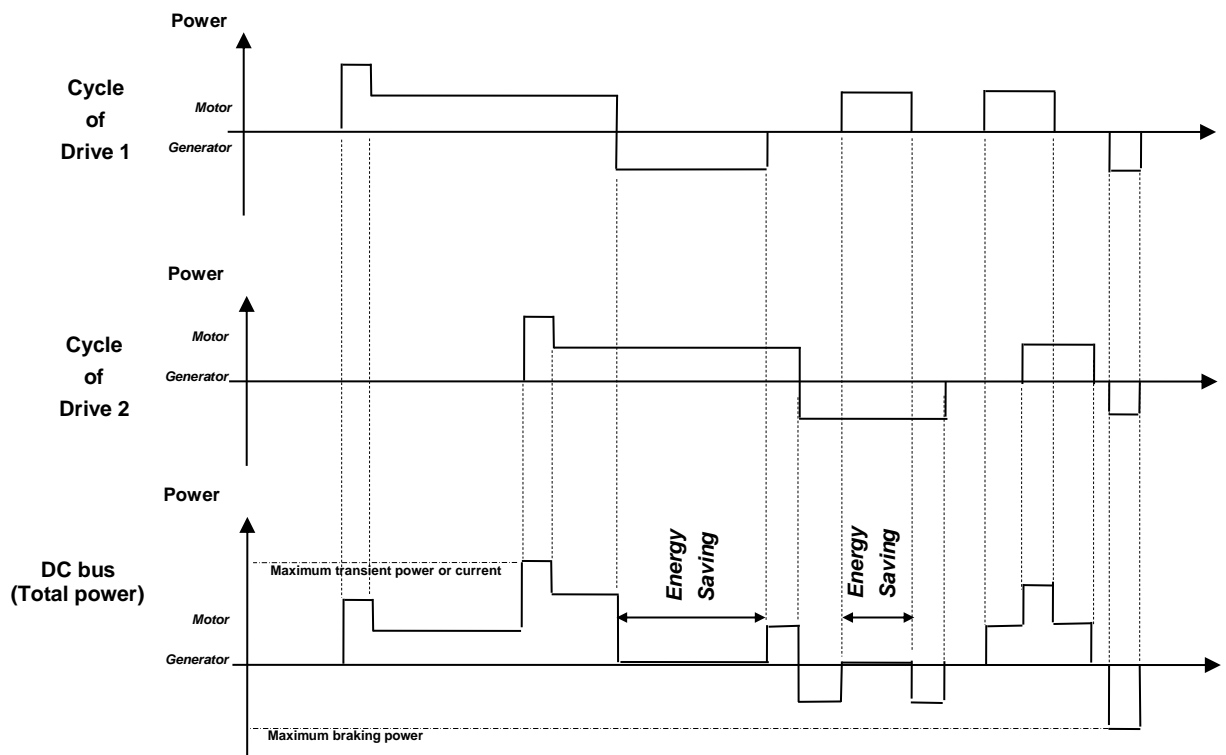 Power
Cycle
of
Drive 1
Motor
Generator
Power
Cycle
of
Drive 2
Motor
Generator
Power
DC bus
(Total power)
Motor
Generator
Maximum transient power or current
Energy
Saving
Energy
Saving
Maximum braking power